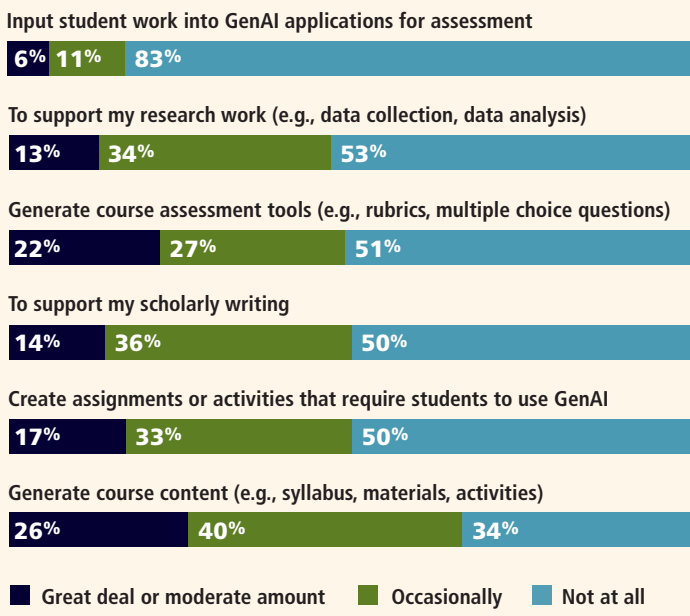 Input student work into GenAI applications for assessment
6% 11% 83%
To support my research work (e.g., data collection, data analysis)
13% 34% 53%
Generate course assessment tools (e.g., rubrics, multiple choice questions)
22% 27% 51%
To support my scholarly writing
14% 36% 50%
Create assignments or activities that require students to use GenAI
17% 33% 50%
Generate course content (e.g., syllabus, materials, activities)
26% 40% 34%
Great deal or moderate amount Occasionally Not at all